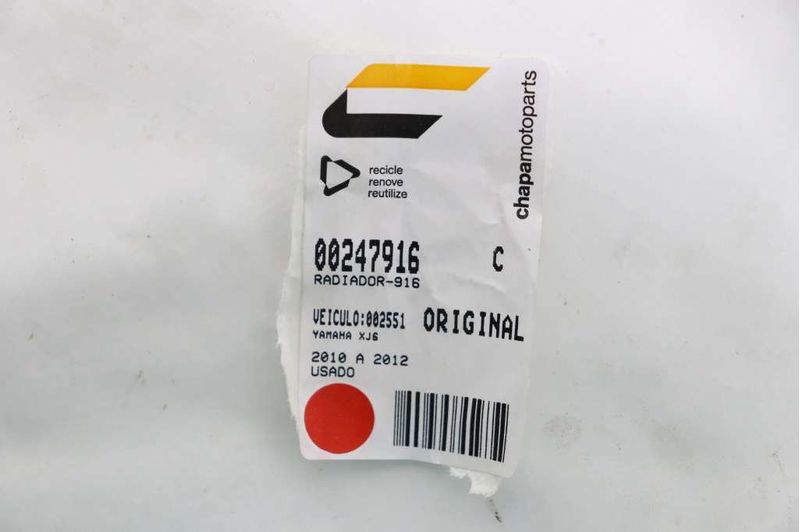 chapamotoparts
recicle
renove
reutilize
00247916 C
RADIADOR-916
VEICULO:002551 ORIGINAL
YAMAHA XJ6
2010 A 2012
USADO